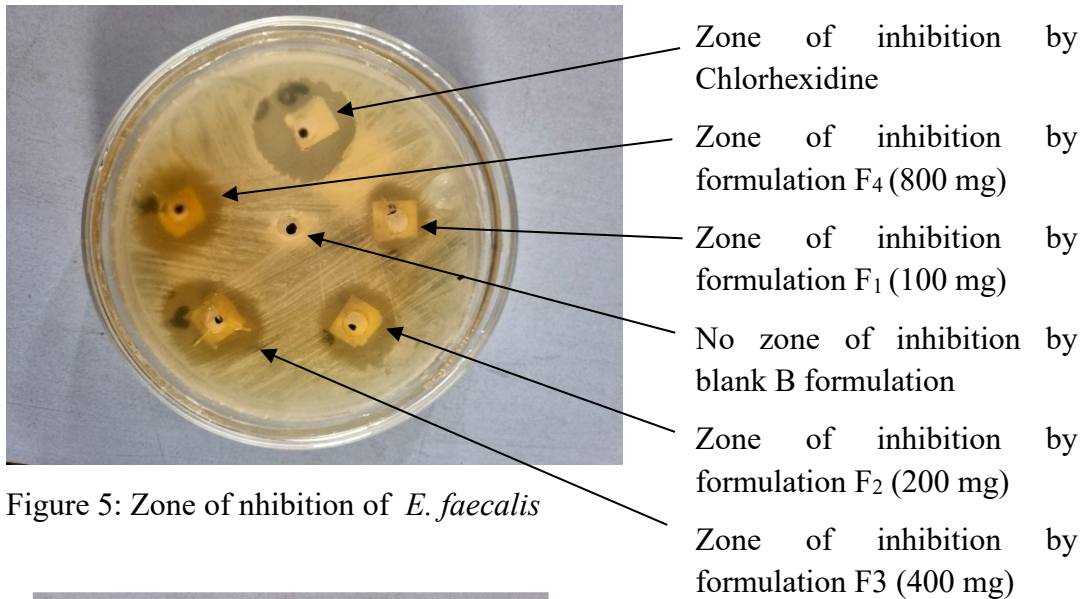 Zone of inhibition by
Chlorhexidine
Zone of inhibition by
formulation F₄ (800 mg)
Zone of inhibition by
formulation F₁ (100 mg)
No zone of inhibition by
blank B formulation
Zone of inhibition by
formulation F₂ (200 mg)
Zone of inhibition by
formulation F3 (400 mg)
Figure 5: Zone of nhibition of E. faecalis